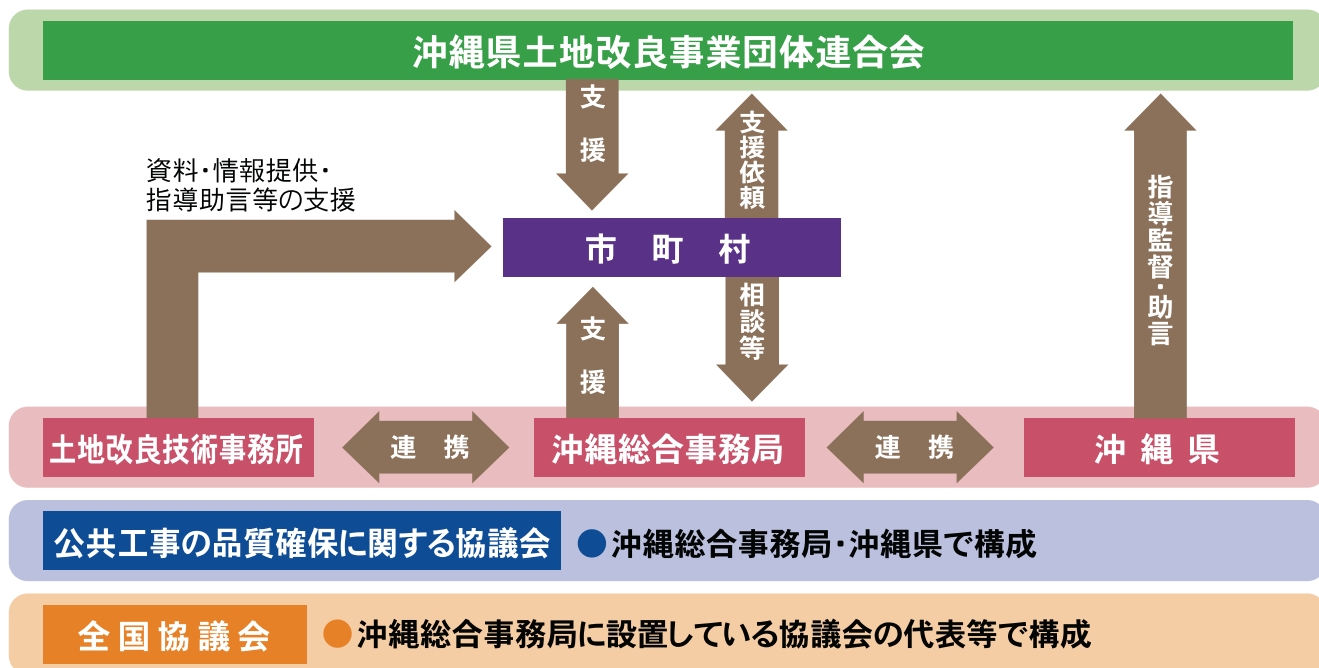 沖縄県土地改良事業団体連合会
支援
支援依頼
指導監督・助言
資料・情報提供・
指導助言等の支援
市町村
支援
相談等
土地改良技術事務所
連携
沖縄総合事務局
連携
沖縄県
公共工事の品質確保に関する協議会
●沖縄総合事務局・沖縄県で構成
全国協議会
●沖縄総合事務局に設置している協議会の代表等で構成